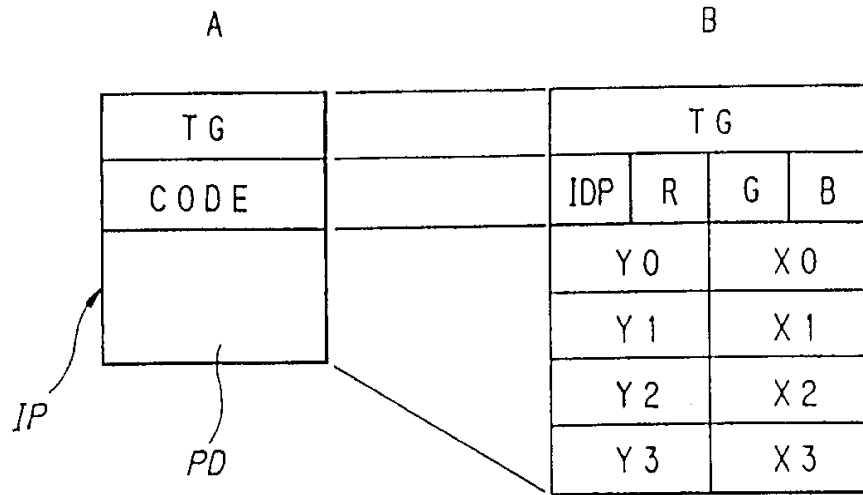 A
B
TG
CODE
IP
PD
TG
IDP R G B
Y0 X0
Y1 X1
Y2 X2
Y3 X3